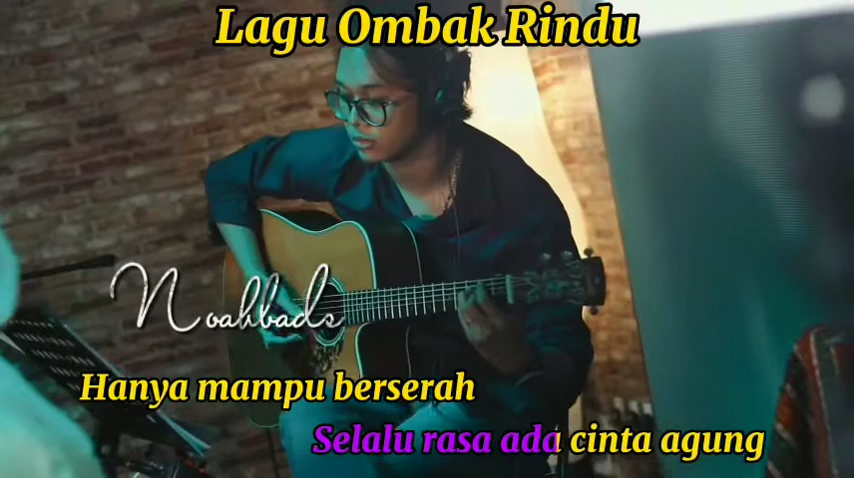 Lagu Ombak Rindu
Noahbads
Hanya mampu berserah
Selalu rasa ada cinta agung